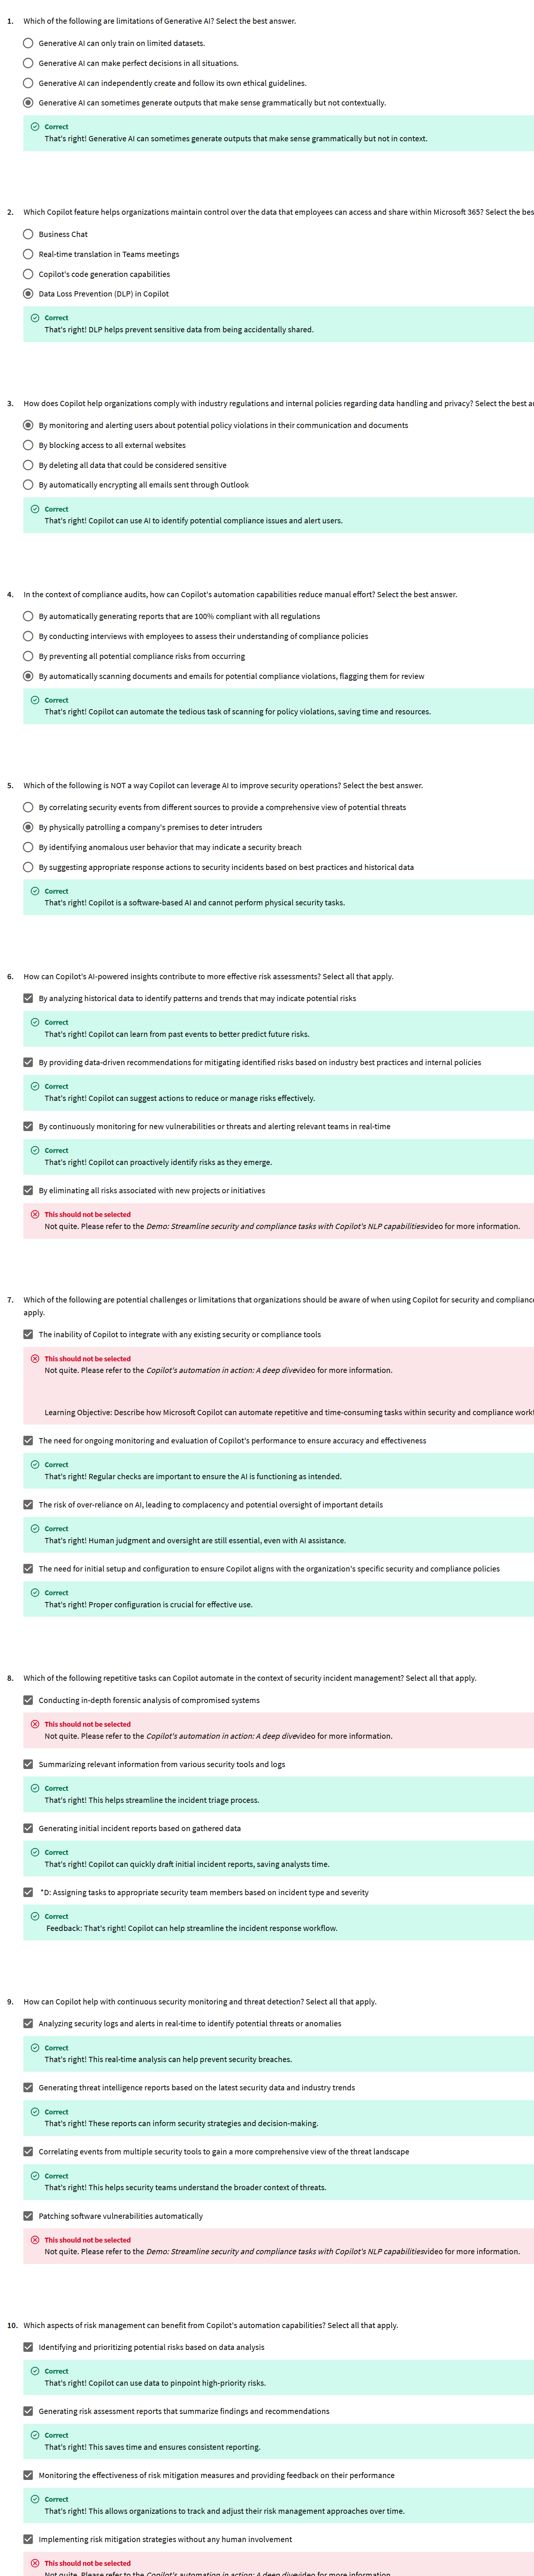 1. Which of the following are limitations of Generative AI? Select the best answer.
Generative AI can only train on limited datasets.
Generative AI can make perfect decisions in all situations.
Generative AI can independently create and follow its own ethical guidelines.
Generative AI can sometimes generate outputs that make sense grammatically but not contextually.
Correct
That's right! Generative AI can sometimes generate outputs that make sense grammatically but not in context.
2. Which Copilot feature helps organizations maintain control over the data that employees can access and share within Microsoft 365? Select the bes
Business Chat
Real-time translation in Teams meetings
Copilot's code generation capabilities
Data Loss Prevention (DLP) in Copilot
Correct
That's right! DLP helps prevent sensitive data from being accidentally shared.
3. How does Copilot help organizations comply with industry regulations and internal policies regarding data handling and privacy? Select the best a
By monitoring and alerting users about potential policy violations in their communication and documents
By blocking access to all external websites
By deleting all data that could be considered sensitive
By automatically encrypting all emails sent through Outlook
Correct
That's right! Copilot can use AI to identify potential compliance issues and alert users.
4. In the context of compliance audits, how can Copilot's automation capabilities reduce manual effort? Select the best answer.
By automatically generating reports that are 100% compliant with all regulations
By conducting interviews with employees to assess their understanding of compliance policies
By preventing all potential compliance risks from occurring
By automatically scanning documents and emails for potential compliance violations, flagging them for review
Correct
That's right! Copilot can automate the tedious task of scanning for policy violations, saving time and resources.
5. Which of the following is NOT a way Copilot can leverage AI to improve security operations? Select the best answer.
By correlating security events from different sources to provide a comprehensive view of potential threats
By physically patrolling a company's premises to deter intruders
By identifying anomalous user behavior that may indicate a security breach
By suggesting appropriate response actions to security incidents based on best practices and historical data
Correct
That's right! Copilot is a software-based AI and cannot perform physical security tasks.
6. How can Copilot's AI-powered insights contribute to more effective risk assessments? Select all that apply.
By analyzing historical data to identify patterns and trends that may indicate potential risks
Correct
That's right! Copilot can learn from past events to better predict future risks.
By providing data-driven recommendations for mitigating identified risks based on industry best practices and internal policies
Correct
That's right! Copilot can suggest actions to reduce or manage risks effectively.
By continuously monitoring for new vulnerabilities or threats and alerting relevant teams in real-time
Correct
That's right! Copilot can proactively identify risks as they emerge.
By eliminating all risks associated with new projects or initiatives
This should not be selected
Not quite. Please refer to the Demo: Streamline security and compliance tasks with Copilot's NLP capabilitiesvideo for more information.
7. Which of the following are potential challenges or limitations that organizations should be aware of when using Copilot for security and complianc
apply.
The inability of Copilot to integrate with any existing security or compliance tools
This should not be selected
Not quite. Please refer to the Copilot's automation in action: A deep divevideo for more information.
Learning Objective: Describe how Microsoft Copilot can automate repetitive and time-consuming tasks within security and compliance workf
The need for ongoing monitoring and evaluation of Copilot's performance to ensure accuracy and effectiveness
Correct
That's right! Regular checks are important to ensure the AI is functioning as intended.
The risk of over-reliance on AI, leading to complacency and potential oversight of important details
Correct
That's right! Human judgment and oversight are still essential, even with AI assistance.
The need for initial setup and configuration to ensure Copilot aligns with the organization's specific security and compliance policies
Correct
That's right! Proper configuration is crucial for effective use.
8. Which of the following repetitive tasks can Copilot automate in the context of security incident management? Select all that apply.
Conducting in-depth forensic analysis of compromised systems
This should not be selected
Not quite. Please refer to the Copilot's automation in action: A deep divevideo for more information.
Summarizing relevant information from various security tools and logs
Correct
That's right! This helps streamline the incident triage process.
Generating initial incident reports based on gathered data
Correct
That's right! Copilot can quickly draft initial incident reports, saving analysts time.
*D: Assigning tasks to appropriate security team members based on incident type and severity
Correct
Feedback: That's right! Copilot can help streamline the incident response workflow.
9. How can Copilot help with continuous security monitoring and threat detection? Select all that apply.
Analyzing security logs and alerts in real-time to identify potential threats or anomalies
Correct
That's right! This real-time analysis can help prevent security breaches.
Generating threat intelligence reports based on the latest security data and industry trends
Correct
That's right! These reports can inform security strategies and decision-making.
Correlating events from multiple security tools to gain a more comprehensive view of the threat landscape
Correct
That's right! This helps security teams understand the broader context of threats.
Patching software vulnerabilities automatically
This should not be selected
Not quite. Please refer to the Demo: Streamline security and compliance tasks with Copilot's NLP capabilitiesvideo for more information.
10. Which aspects of risk management can benefit from Copilot's automation capabilities? Select all that apply.
Identifying and prioritizing potential risks based on data analysis
Correct
That's right! Copilot can use data to pinpoint high-priority risks.
Generating risk assessment reports that summarize findings and recommendations
Correct
That's right! This saves time and ensures consistent reporting.
Monitoring the effectiveness of risk mitigation measures and providing feedback on their performance
Correct
That's right! This allows organizations to track and adjust their risk management approaches over time.
Implementing risk mitigation strategies without any human involvement
This should not be selected
Not quite. Please refer to the Copilot's automation in action: A deep divevideo for more information.